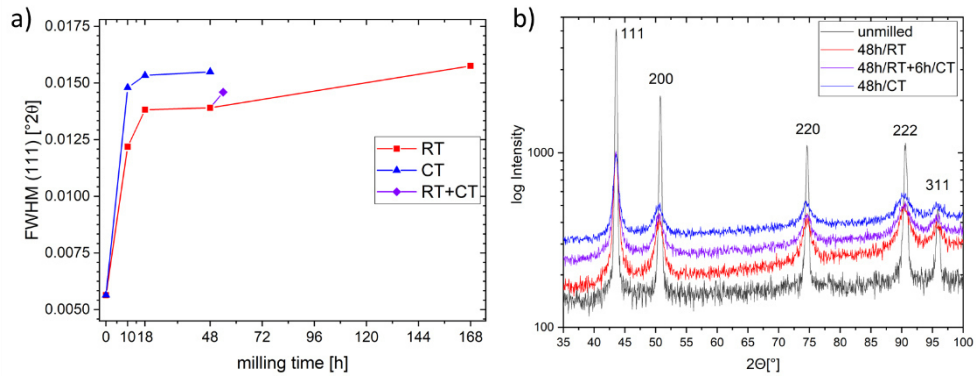 a)
0.0175
0.0150
0.0125
0.0100
0.0075
0.0050
FWHM (111) [°2θ]
RT
CT
RT+CT
0 1018 48 72 96 120 144 168
milling time [h]
b)
1000
100
log Intensity
111
200
220
222
311
unmilled
48h/RT
48h/RT+6h/CT
48h/CT
35 40 45 50 55 60 65 70 75 80 85 90 95 100
2Θ[°]